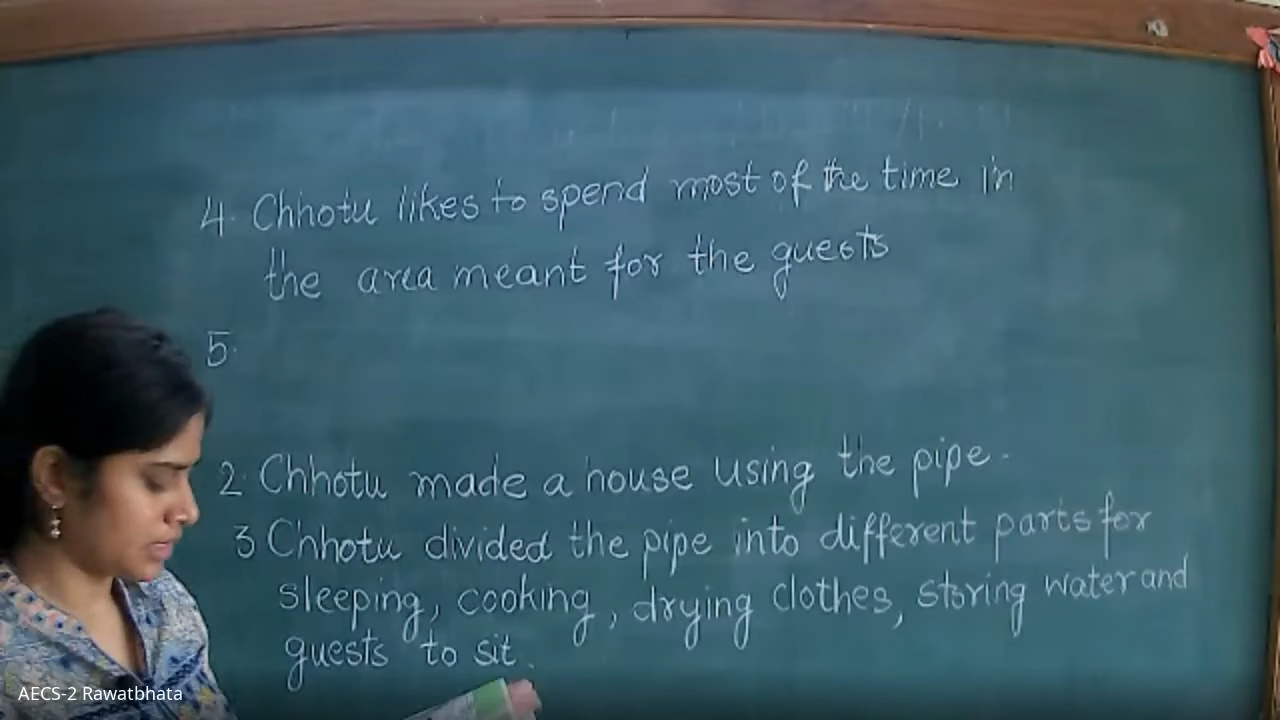 4. Chhotu likes to spend most of the time in
the area meant for the guests
5.
2. Chhotu made a house using the pipe.
3 Chhotu divided the pipe into different parts for
sleeping, cooking, drying clothes, storing water and
guests to sit.
AECS-2 Rawatbhata